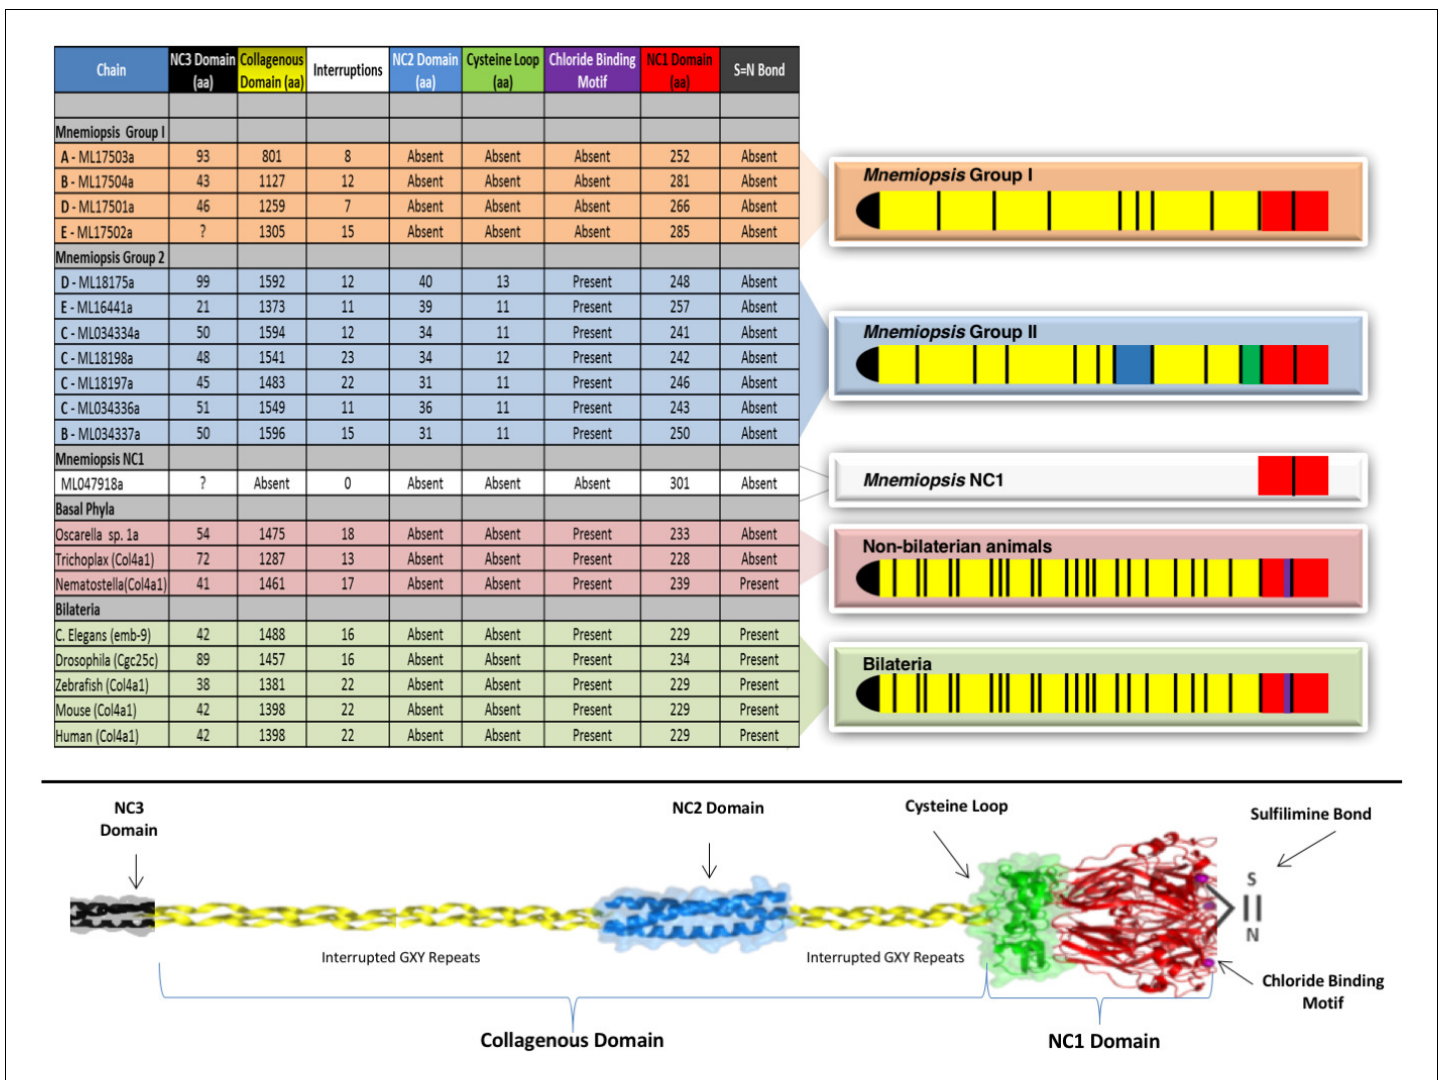 Chain NC3 Domain (aa) Collagenous Domain (aa) Interruptions NC2 Domain (aa) Cysteine Loop (aa) Chloride Binding Motif NC1 Domain (aa) S=N Bond
Mnemiopsis Group I
A - ML17503a 93 801 8 Absent Absent Absent 252 Absent
B - ML17504a 43 1127 12 Absent Absent Absent 281 Absent
D - ML17501a 46 1259 7 Absent Absent Absent 266 Absent
E - ML17502a ? 1305 15 Absent Absent Absent 285 Absent
Mnemiopsis Group 2
D - ML18175a 99 1592 12 40 13 Present 248 Absent
E - ML16441a 21 1373 11 39 11 Present 257 Absent
C - ML034334a 50 1594 12 34 11 Present 241 Absent
C - ML18198a 48 1541 23 34 12 Present 242 Absent
C - ML18197a 45 1483 22 31 11 Present 246 Absent
C - ML034336a 51 1549 11 36 11 Present 243 Absent
B - ML034337a 50 1596 15 31 11 Present 250 Absent
Mnemiopsis NC1
ML047918a ? Absent 0 Absent Absent Absent 301 Absent
Basal Phyla
Oscarella sp. 1a 54 1475 18 Absent Absent Present 233 Absent
Trichoplax (Col4a1) 72 1287 13 Absent Absent Present 228 Absent
Nematostella(Col4a1) 41 1461 17 Absent Absent Present 239 Present
Bilateria
C. Elegans (emb-9) 42 1488 16 Absent Absent Present 229 Present
Drosophila (Cgc25c) 89 1457 16 Absent Absent Present 234 Present
Zebrafish (Col4a1) 38 1381 22 Absent Absent Present 229 Present
Mouse (Col4a1) 42 1398 22 Absent Absent Present 229 Present
Human (Col4a1) 42 1398 22 Absent Absent Present 229 Present
Mnemiopsis Group I
Mnemiopsis Group II
Mnemiopsis NC1
Non-bilaterian animals
Bilateria
NC3
Domain
NC2 Domain
Cysteine Loop
Sulfilimine Bond
S
N
Interrupted GXY Repeats
Interrupted GXY Repeats
Chloride Binding
Motif
Collagenous Domain
NC1 Domain